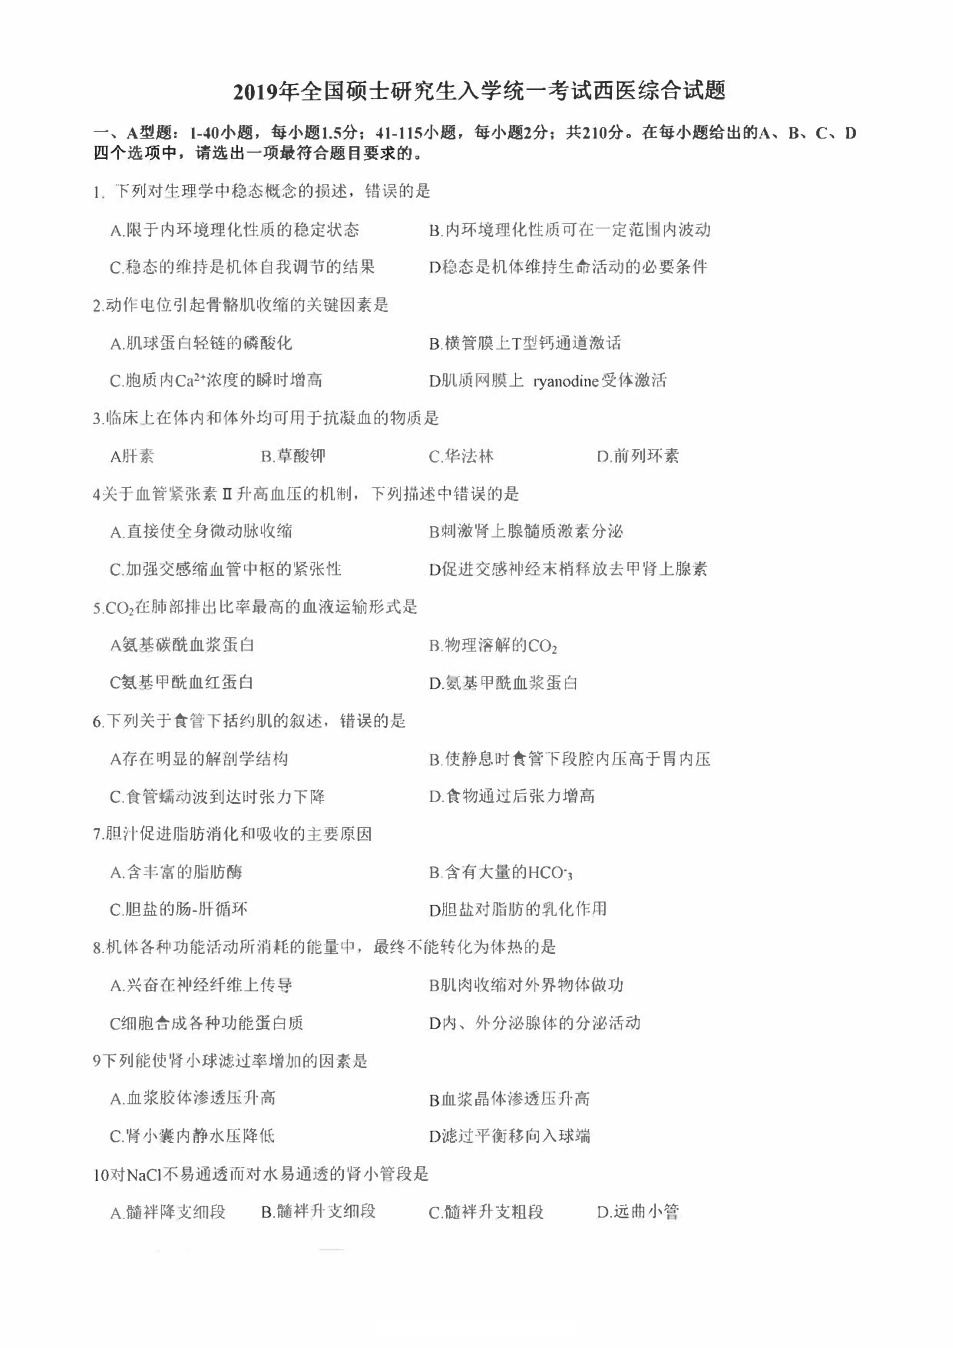 2019年全国硕士研究生入学统一考试西医综合试题
一、A型题：1-40小题，每小题1.5分；41-115小题，每小题2分；共210分。在每小题给出的A、B、C、D
四个选项中，请选出一项最符合题目要求的。
1. 下列对生理学中稳态概念的损述，错误的是
A.限于内环境理化性质的稳定状态 B.内环境理化性质可在一定范围内波动
C.稳态的维持是机体自我调节的结果 D稳态是机体维持生命活动的必要条件
2.动作电位引起骨骼肌收缩的关键因素是
A.肌球蛋白轻链的磷酸化 B.横管膜上T型钙通道激话
C.胞质内Ca²⁺浓度的瞬时增高 D肌质网膜上 ryanodine受体激活
3.临床上在体内和体外均可用于抗凝血的物质是
A肝素 B.草酸钾 C.华法林 D.前列环素
4关于血管紧张素Ⅱ升高血压的机制，下列描述中错误的是
A.直接使全身微动脉收缩 B刺激肾上腺髓质激素分泌
C.加强交感缩血管中枢的紧张性 D促进交感神经末梢释放去甲肾上腺素
5.CO₂在肺部排出比率最高的血液运输形式是
A氨基碳酰血浆蛋白 B.物理溶解的CO₂
C氨基甲酰血红蛋白 D.氨基甲酰血浆蛋白
6.下列关于食管下括约肌的叙述，错误的是
A存在明显的解剖学结构 B.使静息时食管下段腔内压高于胃内压
C.食管蠕动波到达时张力下降 D.食物通过后张力增高
7.胆汁促进脂肪消化和吸收的主要原因
A.含丰富的脂肪酶 B.含有大量的HCO⁻₃
C.胆盐的肠-肝循环 D胆盐对脂肪的乳化作用
8.机体各种功能活动所消耗的能量中，最终不能转化为体热的是
A.兴奋在神经纤维上传导 B肌肉收缩对外界物体做功
C细胞合成各种功能蛋白质 D内、外分泌腺体的分泌活动
9下列能使肾小球滤过率增加的因素是
A.血浆胶体渗透压升高 B血浆晶体渗透压升高
C.肾小囊内静水压降低 D滤过平衡移向入球端
10对NaCl不易通透而对水易通透的肾小管段是
A.髓袢降支细段 B.髓袢升支细段 C.髓袢升支粗段 D.远曲小管